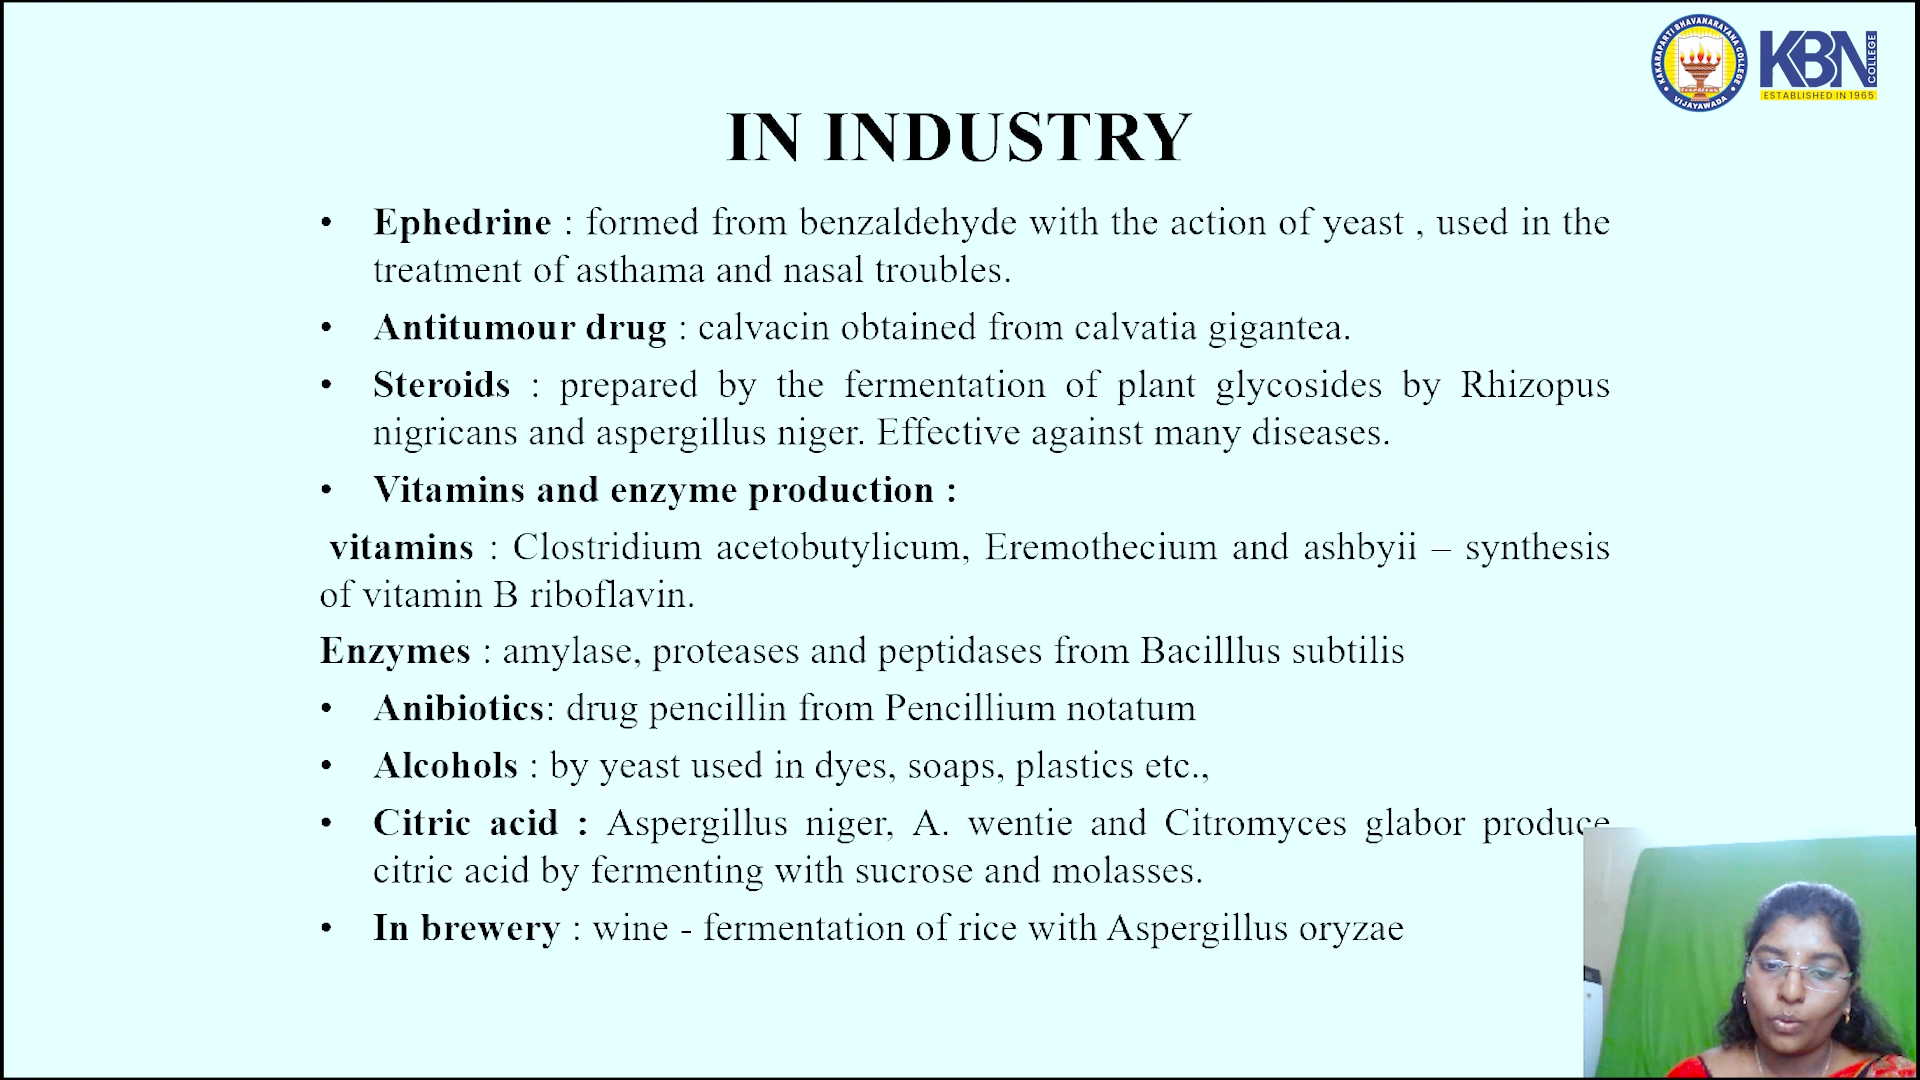 KAKARAPARTI BHAVANARAYANA COLLEGE
VIJAYAWADA
KBN
COLLEGE
ESTABLISHED IN 1965
IN INDUSTRY
• Ephedrine : formed from benzaldehyde with the action of yeast , used in the
treatment of asthama and nasal troubles.
• Antitumour drug : calvacin obtained from calvatia gigantea.
• Steroids : prepared by the fermentation of plant glycosides by Rhizopus
nigricans and aspergillus niger. Effective against many diseases.
• Vitamins and enzyme production :
vitamins : Clostridium acetobutylicum, Eremothecium and ashbyii – synthesis
of vitamin B riboflavin.
Enzymes : amylase, proteases and peptidases from Bacilllus subtilis
• Anibiotics: drug pencillin from Pencillium notatum
• Alcohols : by yeast used in dyes, soaps, plastics etc.,
• Citric acid : Aspergillus niger, A. wentie and Citromyces glabor produce
citric acid by fermenting with sucrose and molasses.
• In brewery : wine - fermentation of rice with Aspergillus oryzae